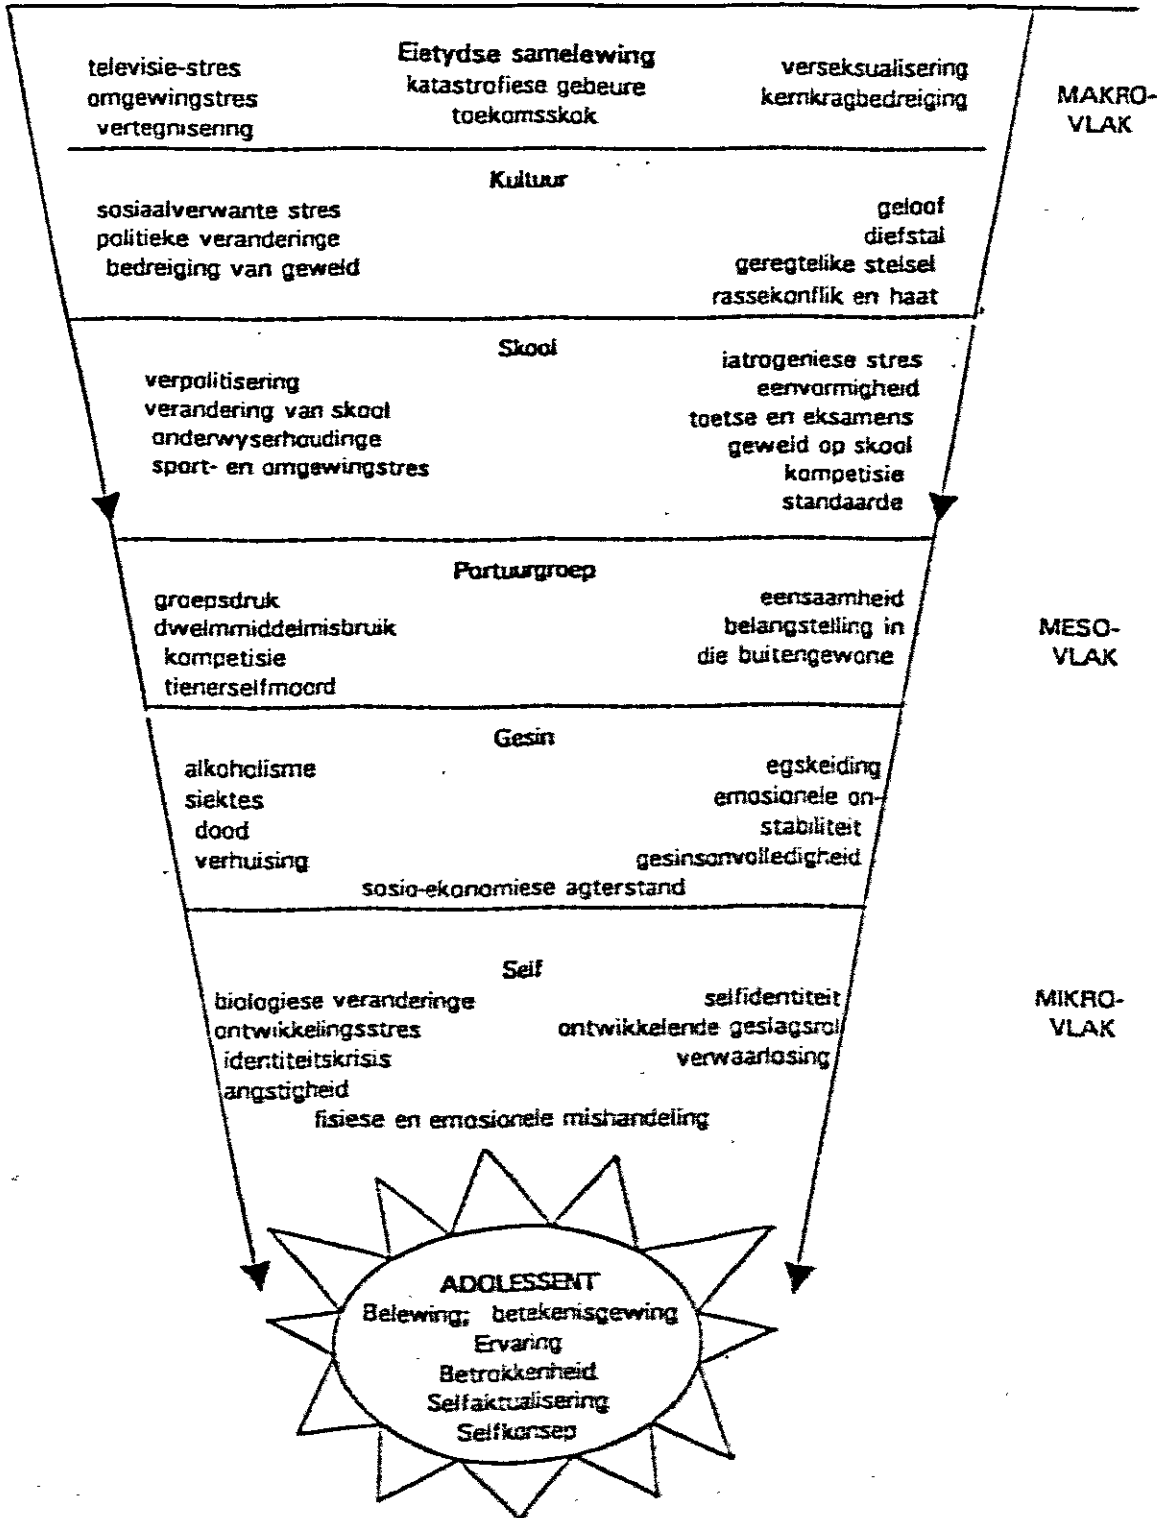 Eietydse samelewing
televisie-stres
omgewingstres
vertegnisering
katastrofiese gebeure
toekomsskok
verseksualisering
kernkragbedreiging
MAKRO-
VLAK
Kultuur
sosiaalverwante stres
politieke veranderinge
bedreiging van geweld
geloof
diefstal
geregtelike stelsel
rassekonflik en haat
Skool
verpolitisering
verandering van skool
onderwyserhoudinge
sport- en omgewingstres
iatrogeniese stres
eenvormigheid
toetse en eksamens
geweld op skool
kompetisie
standaarde
Portuurgroep
groepsdruk
dwelmmiddelmisbruik
kompetisie
tienerselfmoord
eensaamheid
belangstelling in
die buitengewone
MESO-
VLAK
Gesin
alkoholisme
siektes
dood
verhuising
egskeiding
emosionele on-
stabiliteit
gesinsonvolledigheid
sosio-ekonomiese agterstand
Self
biologiese veranderinge
ontwikkelingsstres
identiteitskrisis
angstigheid
selfidentiteit
ontwikkelende geslagsrol
verwaarlosing
fisiese en emosionele mishandeling
MIKRO-
VLAK
ADOLESSENT
Belewing; betekenisgewing
Ervaring
Betrokkenheid
Selfaktualisering
Selfkonsep